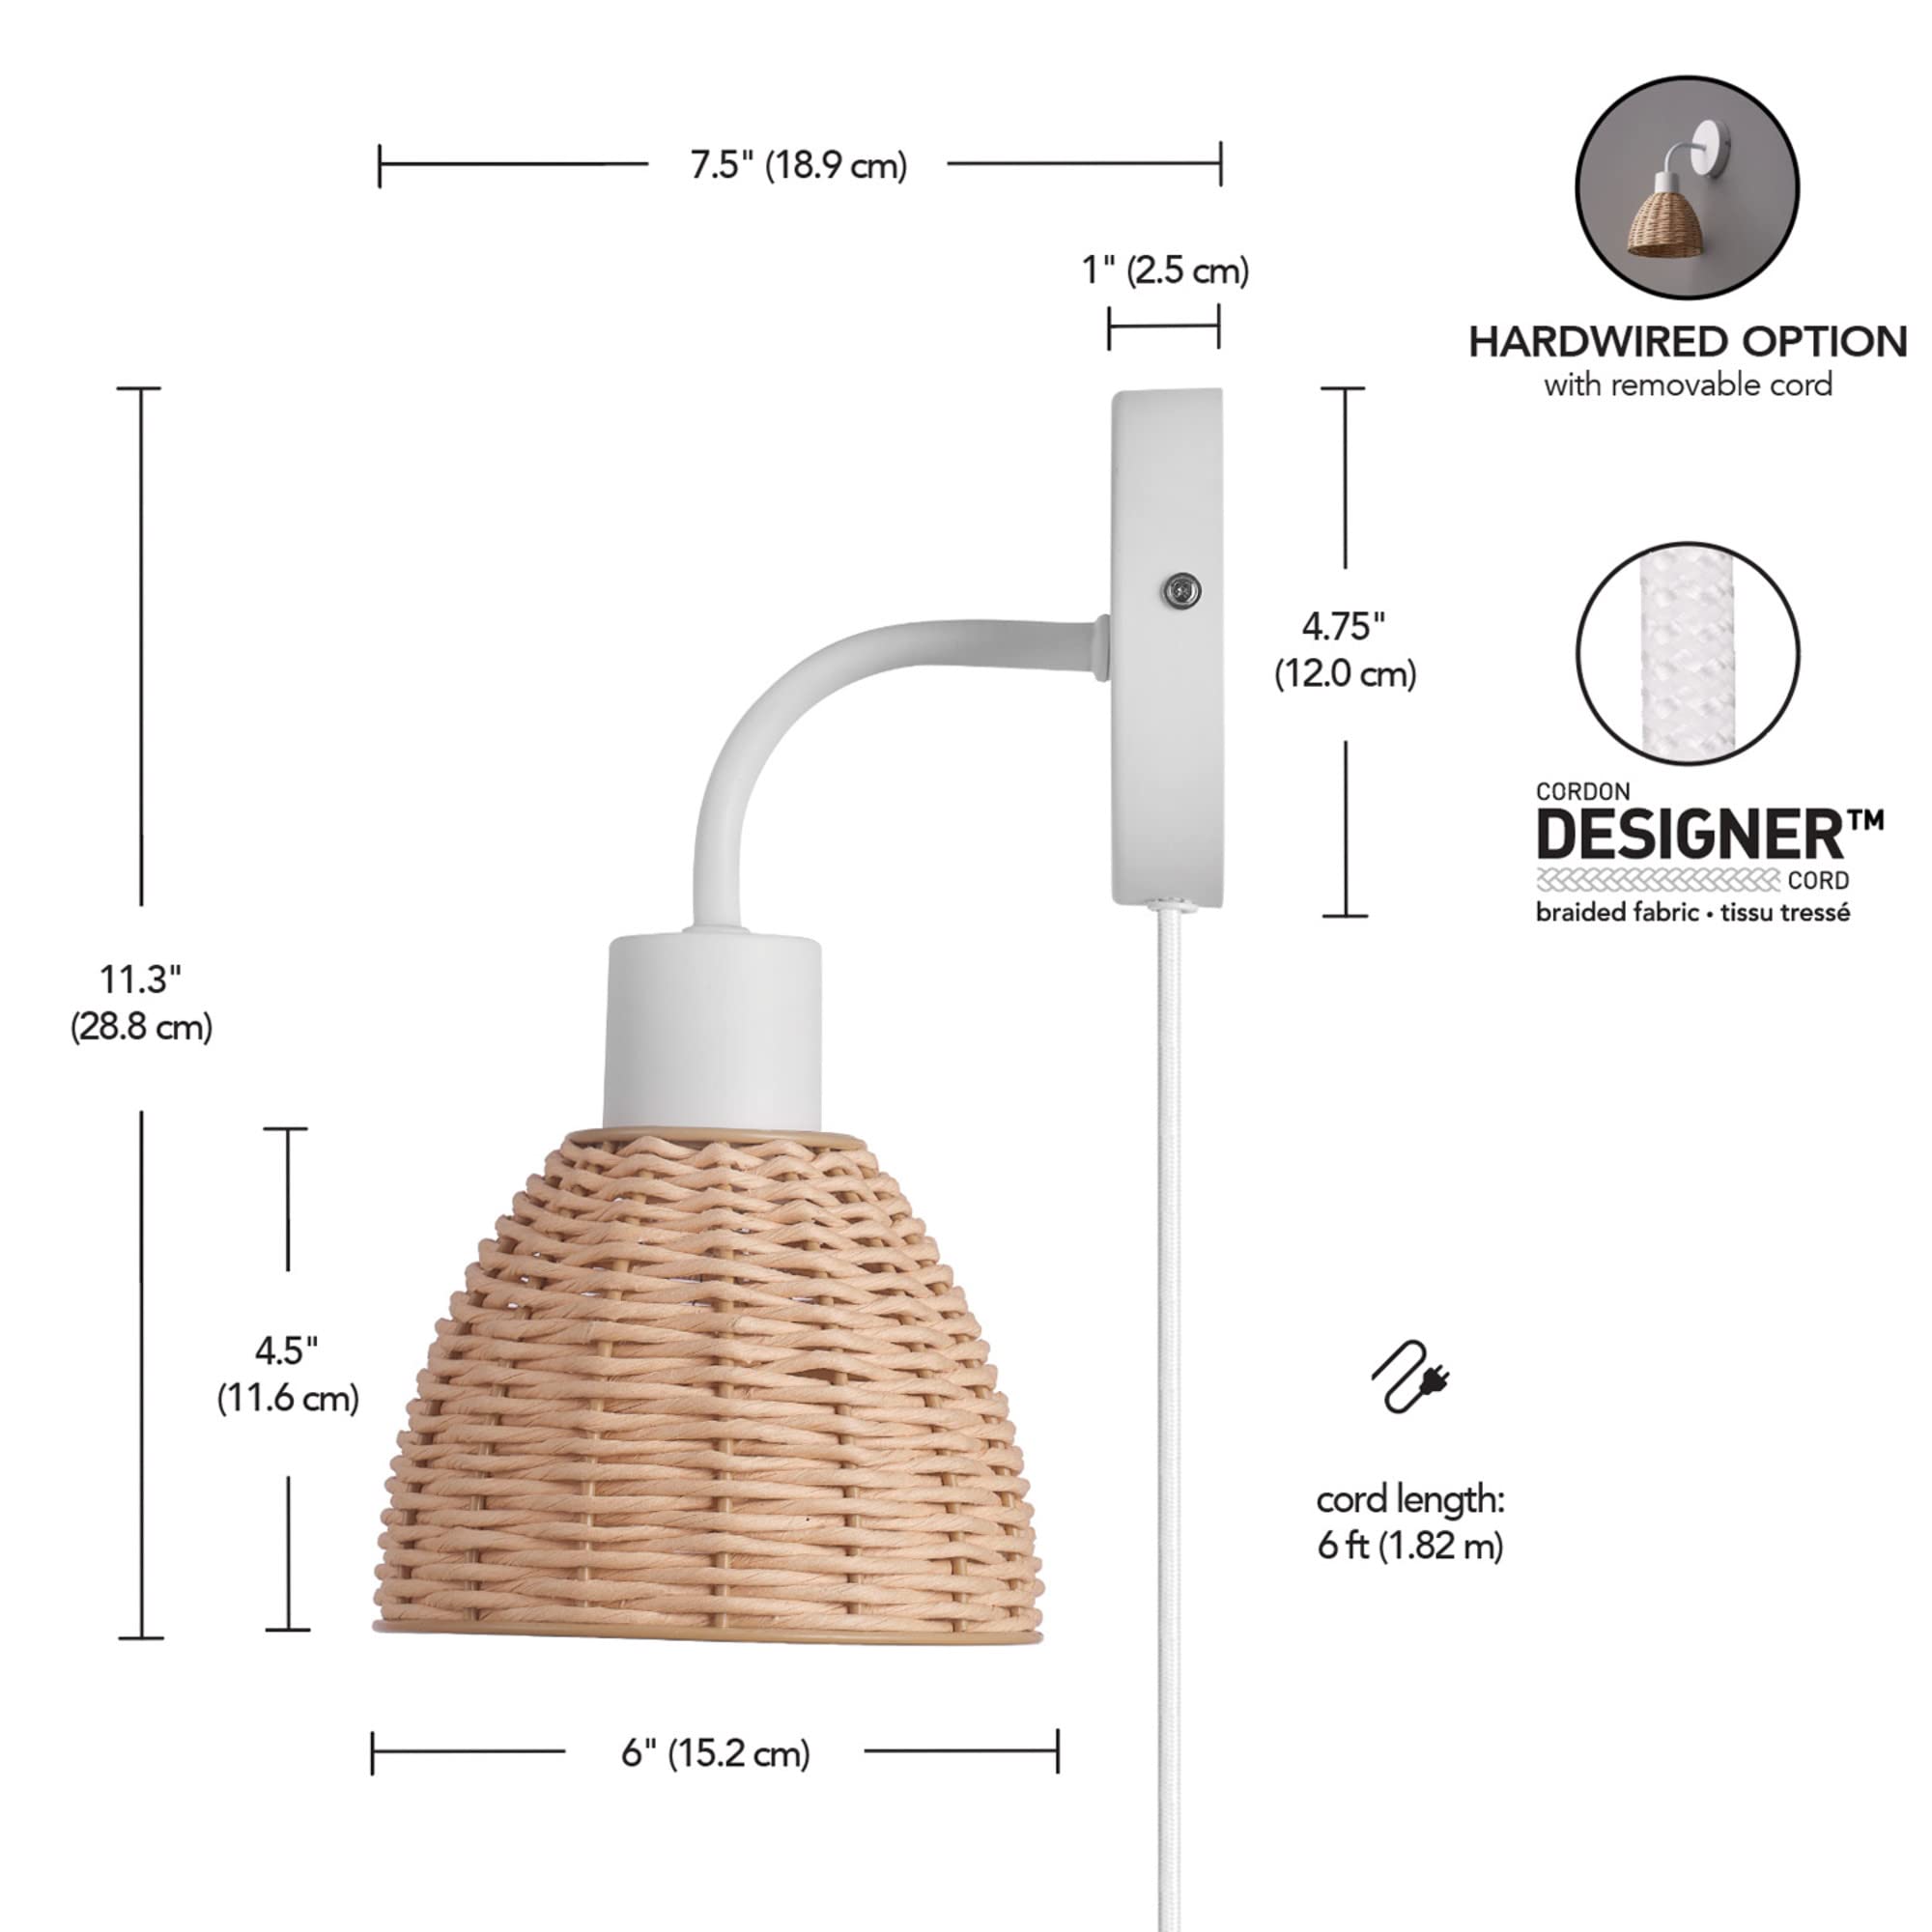 7.5" (18.9 cm)
1" (2.5 cm)
HARDWIRED OPTION
with removable cord
4.75"
(12.0 cm)
CORDON
DESIGNER™
CORD
braided fabric • tissu tressé
11.3"
(28.8 cm)
4.5"
(11.6 cm)
cord length:
6 ft (1.82 m)
6" (15.2 cm)